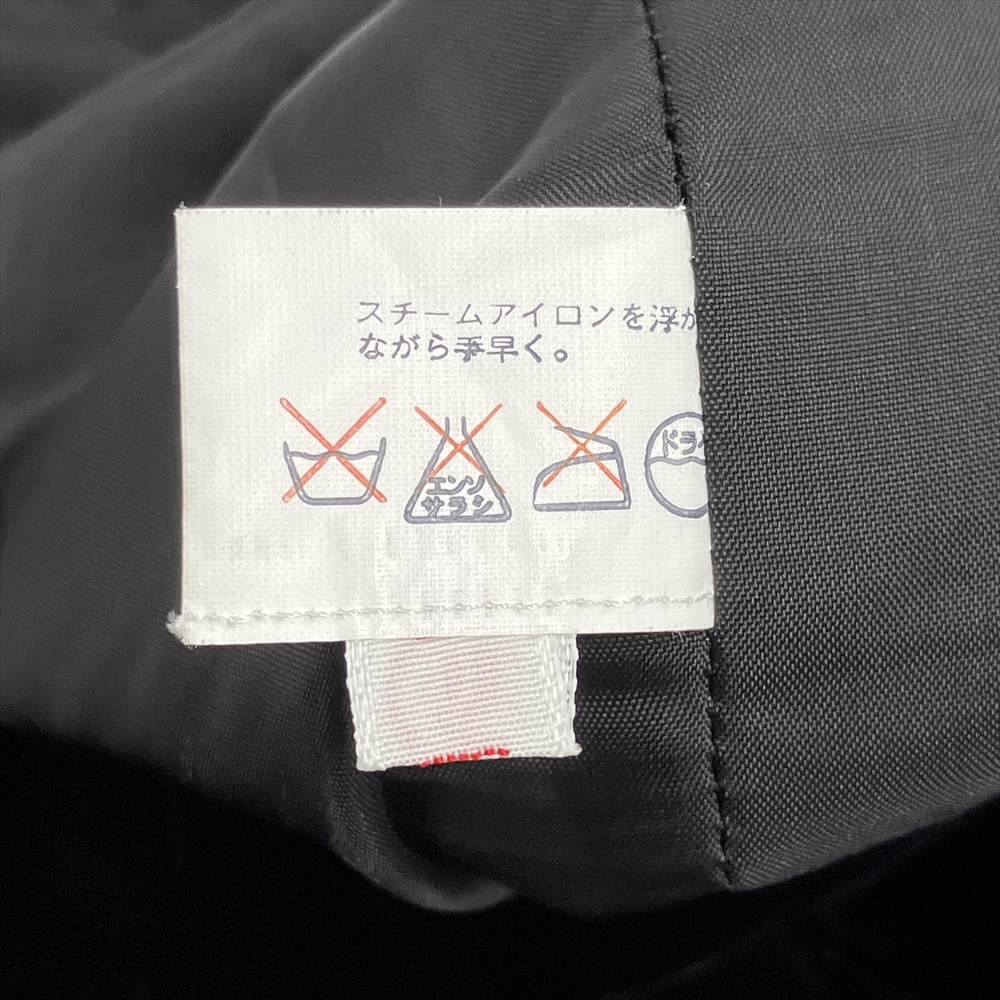 スチームアイロンを浮か
ながら手早く。
エンソ
サラシ
ドライ